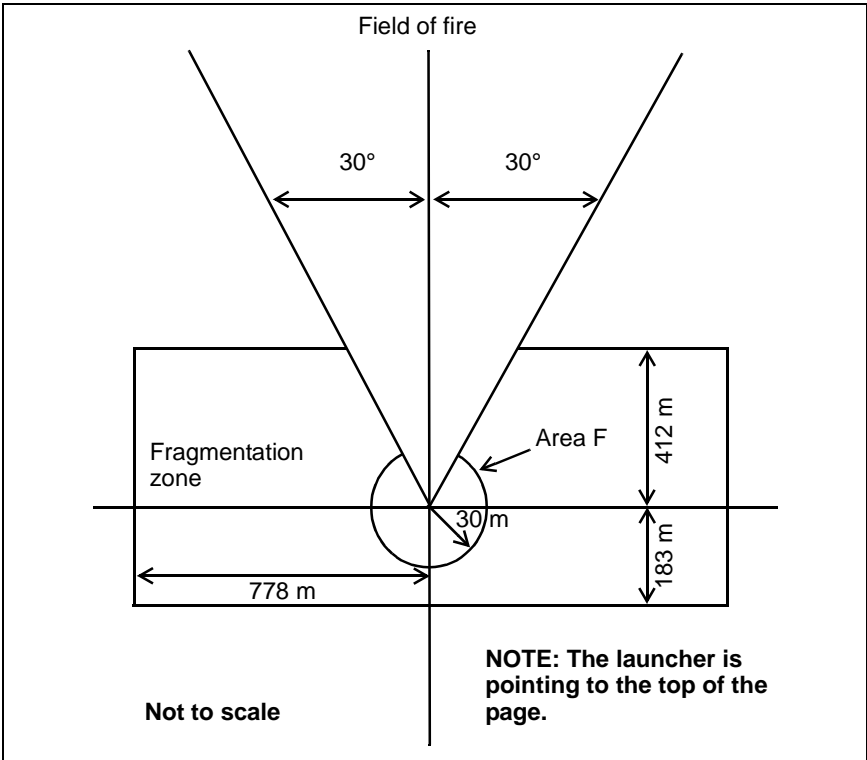 Field of fire
30°
30°
Area F
412 m
Fragmentation
zone
30 m
183 m
778 m
NOTE: The launcher is
pointing to the top of the
page.
Not to scale